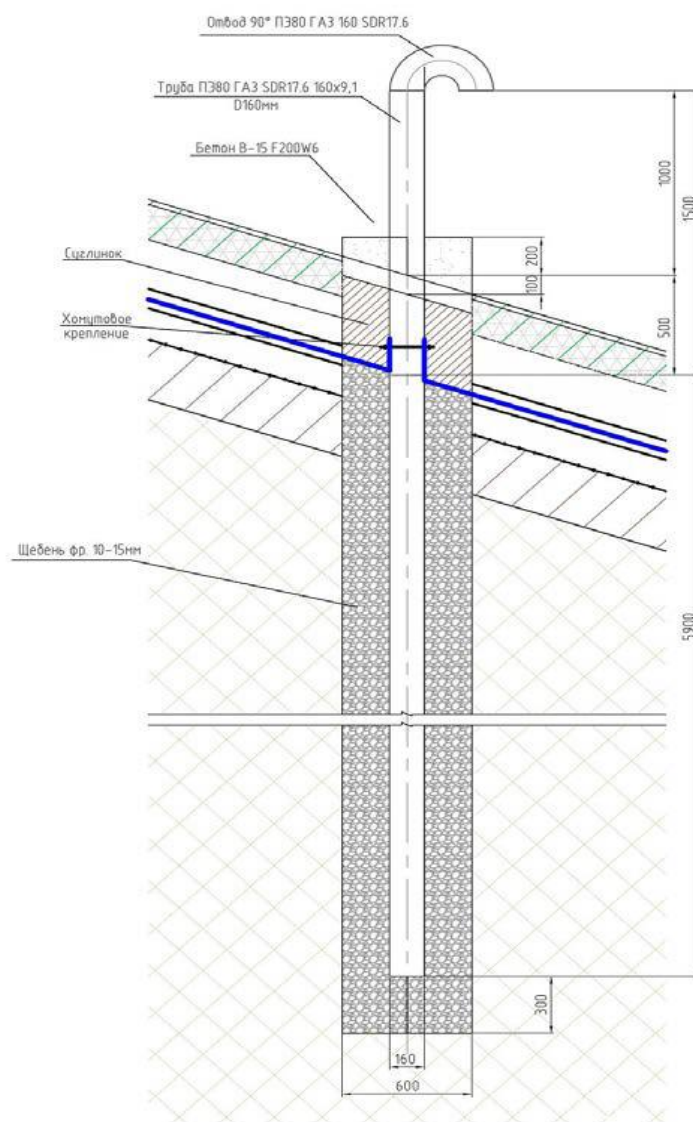 Отвод 90° ПЭ80 ГАЗ 160 SDR17.6
Труба ПЭ80 ГАЗ SDR17.6 160х9,1
D160мм
Бетон В-15 F200W6
1000
1500
Суглинок
200
100
500
Хомутовое
крепление
Щебень фр. 10-15мм
5900
300
160
600